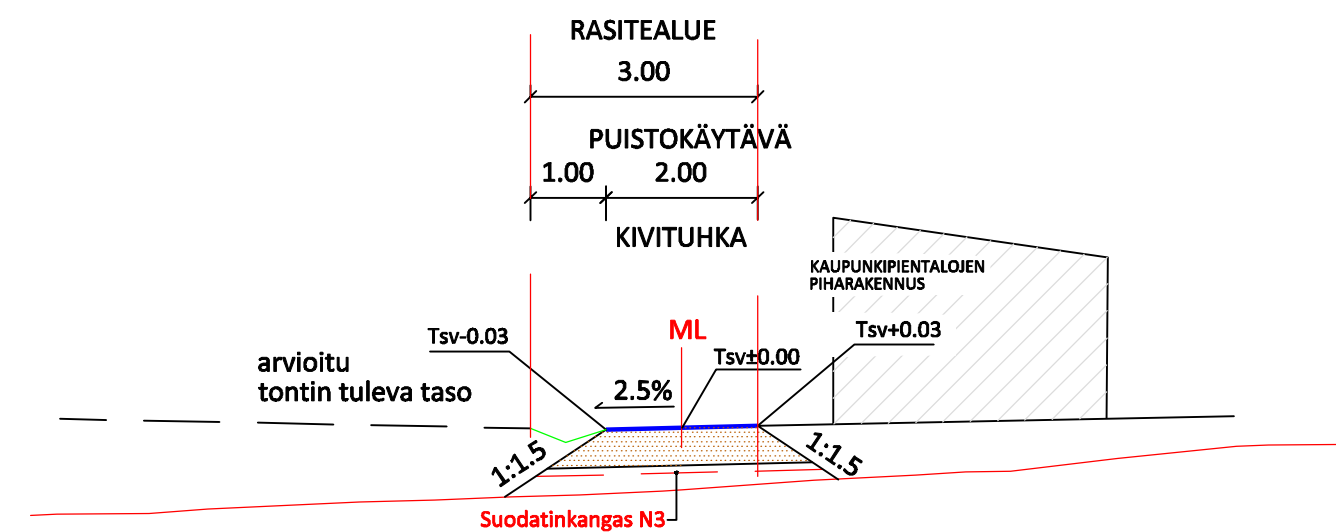 RASITEALUE
3.00
PUISTOKÄYTÄVÄ
1.00 2.00
KIVITUHKA
KAUPUNKIPIENTALOJEN
PIHARAKENNUS
Tsv-0.03
ML
Tsv±0.00
Tsv+0.03
arvioitu
tontin tuleva taso
2.5%
1:1.5
1:1.5
Suodatinkangas N3